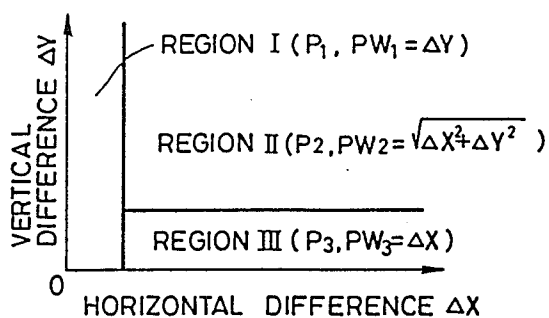 REGION I (P₁, PW₁=ΔY)
REGION II (P2, PW2=√ΔX²+ΔY² )
REGION III (P₃, PW₃=ΔX)
VERTICAL
DIFFERENCE ΔY
0
HORIZONTAL DIFFERENCE ΔX